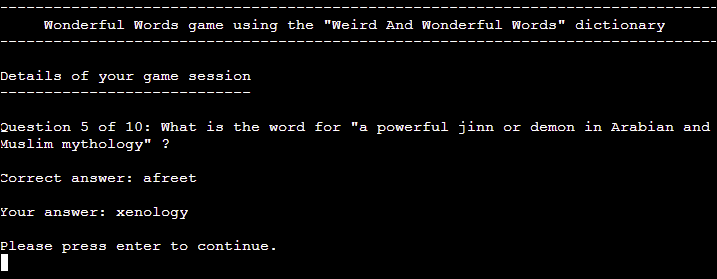 --------------------------------------------------------------------------------
Wonderful Words game using the "Weird And Wonderful Words" dictionary
--------------------------------------------------------------------------------
Details of your game session
----------------------------
Question 5 of 10: What is the word for "a powerful jinn or demon in Arabian and
Muslim mythology" ?
Correct answer: afreet
Your answer: xenology
Please press enter to continue.